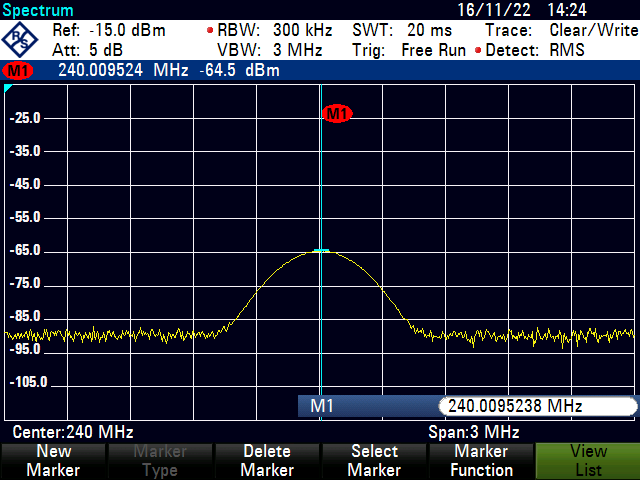 Spectrum 16/11/22 14:24
R&S Ref: -15.0 dBm RBW: 300 kHz SWT: 20 ms Trace: Clear/Write
Att: 5 dB VBW: 3 MHz Trig: Free Run Detect: RMS
M1 240.009524 MHz -64.5 dBm
M1
-25.0
-35.0
-45.0
-55.0
-65.0
-75.0
-85.0
-95.0
-105.0
M1 240.0095238 MHz
Center:240 MHz Span:3 MHz
New Marker Delete Select Marker View
Marker Type Marker Marker Function List